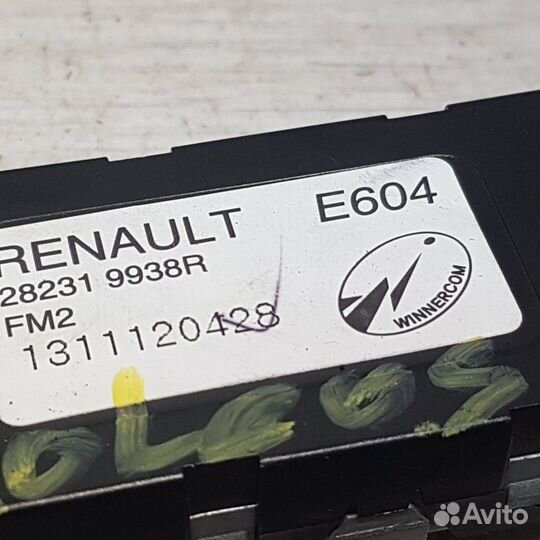 RENAULT E604
28231 9938R
FM2
1311120428
WINNERCOM
Avito